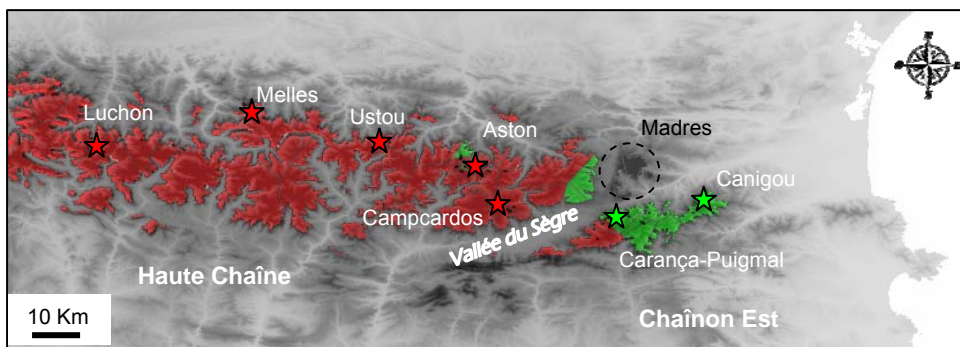 Melles
Luchon
Ustou
Aston
Madres
Canigou
Campcardos
Vallée du Sègre
Carança-Puigmal
Haute Chaîne
10 Km
Chaînon Est